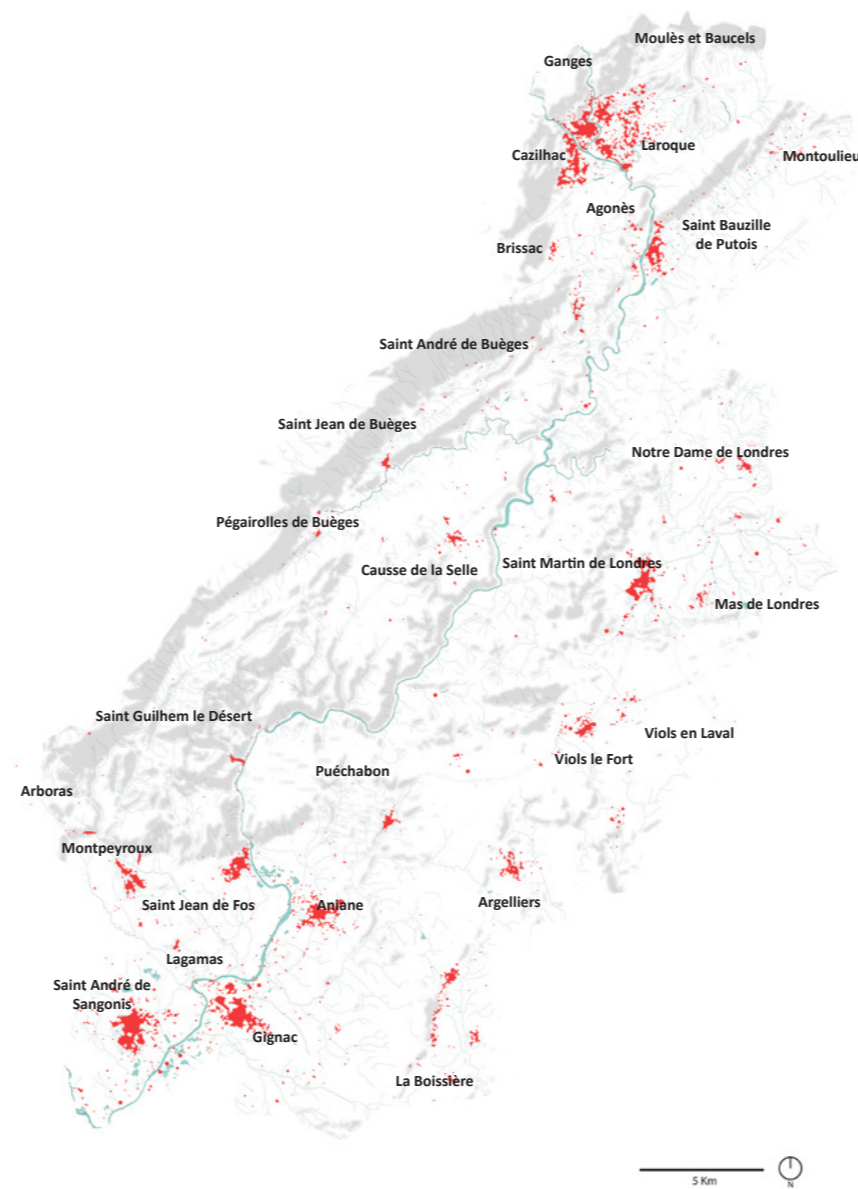 Moulès et Baucels
Ganges
Laroque
Cazilhac
Montoulieu
Agonès
Saint Bauzille
de Putois
Brissac
Saint André de Buèges
Saint Jean de Buèges
Notre Dame de Londres
Pégairolles de Buèges
Causse de la Selle
Saint Martin de Londres
Mas de Londres
Saint Guilhem le Désert
Viols en Laval
Viols le Fort
Puéchabon
Arboras
Montpeyroux
Saint Jean de Fos
Aniane
Argelliers
Lagamas
Saint André de
Sangonis
Gignac
La Boissière
5 Km
N